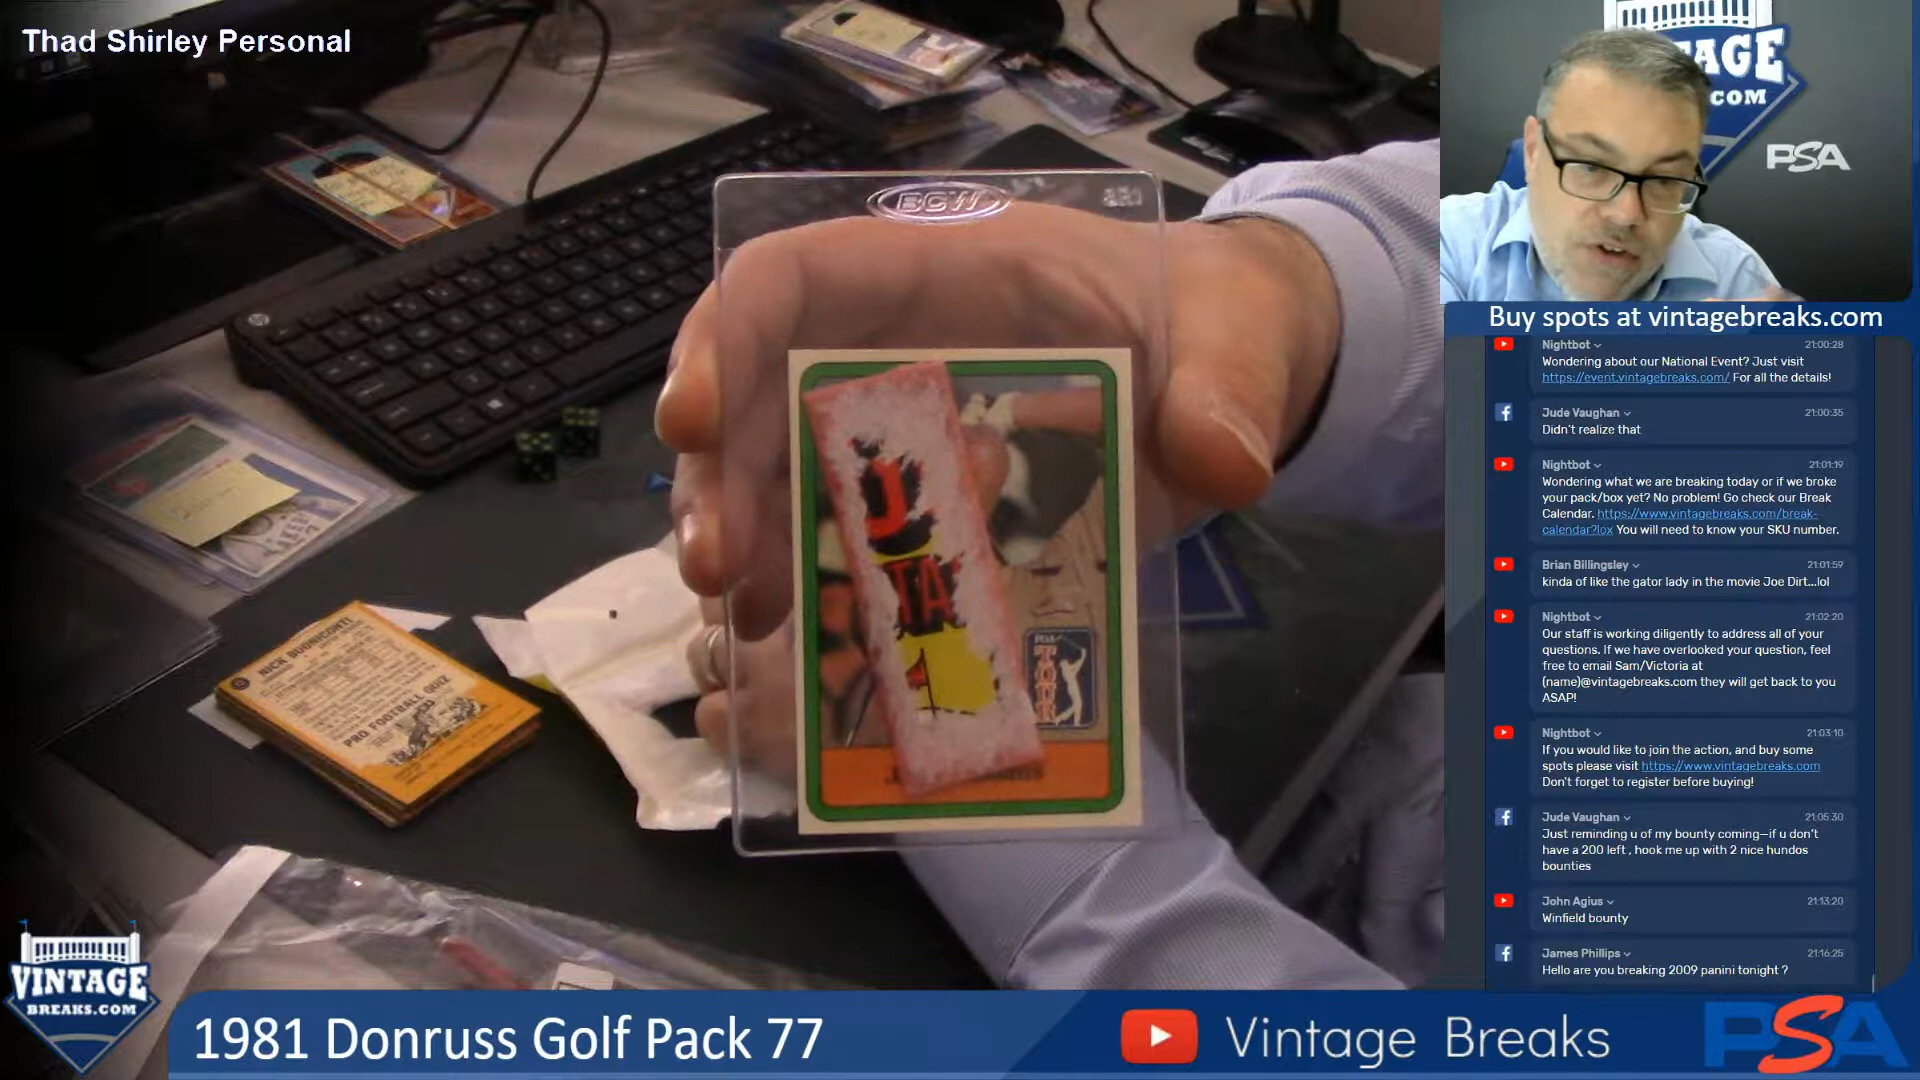 Thad Shirley Personal
BCW
AGE
.COM
PSA
Buy spots at vintagebreaks.com
Nightbot 21:00:28
Wondering about our National Event? Just visit
https://event.vintagebreaks.com/ For all the details!
Jude Vaughan 21:00:35
Didn't realize that
Nightbot 21:01:19
Wondering what we are breaking today or if we broke
your pack/box yet? No problem! Go check our Break
Calendar. https://www.vintagebreaks.com/break-
calendar?lox You will need to know your SKU number.
Brian Billingsley 21:01:59
kinda of like the gator lady in the movie Joe Dirt...lol
Nightbot 21:02:20
Our staff is working diligently to address all of your
questions. If we have overlooked your question, feel
free to email Sam/Victoria at
(name)@vintagebreaks.com they will get back to you
ASAP!
Nightbot 21:03:10
If you would like to join the action, and buy some
spots please visit https://www.vintagebreaks.com
Don't forget to register before buying!
Jude Vaughan 21:05:30
Just reminding u of my bounty coming—if u don't
have a 200 left , hook me up with 2 nice hundos
bounties
John Agius 21:13:20
Winfield bounty
James Phillips 21:16:25
Hello are you breaking 2009 panini tonight ?
J
TA
PGA
TOUR
NICK BUONICONTI
PRO FOOTBALL QUIZ
VINTAGE
BREAKS.COM
1981 Donruss Golf Pack 77
Vintage Breaks
PSA